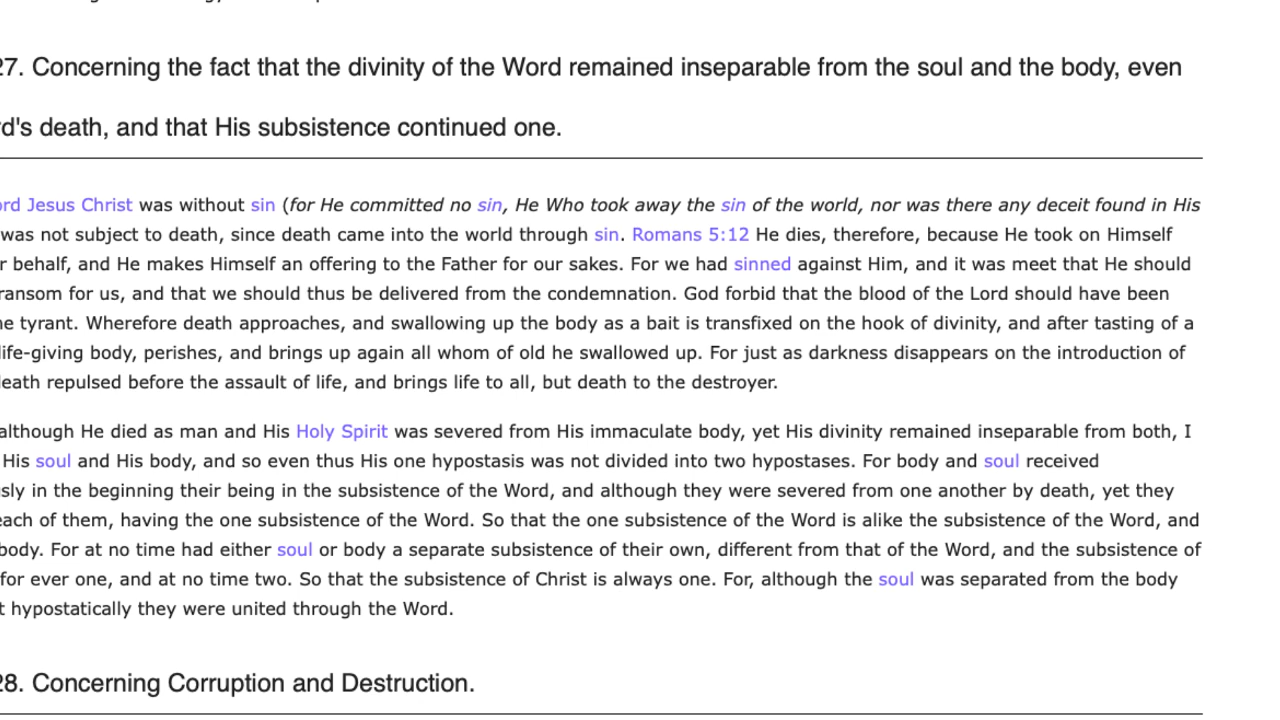 27. Concerning the fact that the divinity of the Word remained inseparable from the soul and the body, even
rd's death, and that His subsistence continued one.
ord Jesus Christ was without sin (for He committed no sin, He Who took away the sin of the world, nor was there any deceit found in His
was not subject to death, since death came into the world through sin. Romans 5:12 He dies, therefore, because He took on Himself
r behalf, and He makes Himself an offering to the Father for our sakes. For we had sinned against Him, and it was meet that He should
ransom for us, and that we should thus be delivered from the condemnation. God forbid that the blood of the Lord should have been
he tyrant. Wherefore death approaches, and swallowing up the body as a bait is transfixed on the hook of divinity, and after tasting of a
life-giving body, perishes, and brings up again all whom of old he swallowed up. For just as darkness disappears on the introduction of
death repulsed before the assault of life, and brings life to all, but death to the destroyer.
although He died as man and His Holy Spirit was severed from His immaculate body, yet His divinity remained inseparable from both, I
His soul and His body, and so even thus His one hypostasis was not divided into two hypostases. For body and soul received
sly in the beginning their being in the subsistence of the Word, and although they were severed from one another by death, yet they
each of them, having the one subsistence of the Word. So that the one subsistence of the Word is alike the subsistence of the Word, and
body. For at no time had either soul or body a separate subsistence of their own, different from that of the Word, and the subsistence of
for ever one, and at no time two. So that the subsistence of Christ is always one. For, although the soul was separated from the body
t hypostatically they were united through the Word.
28. Concerning Corruption and Destruction.